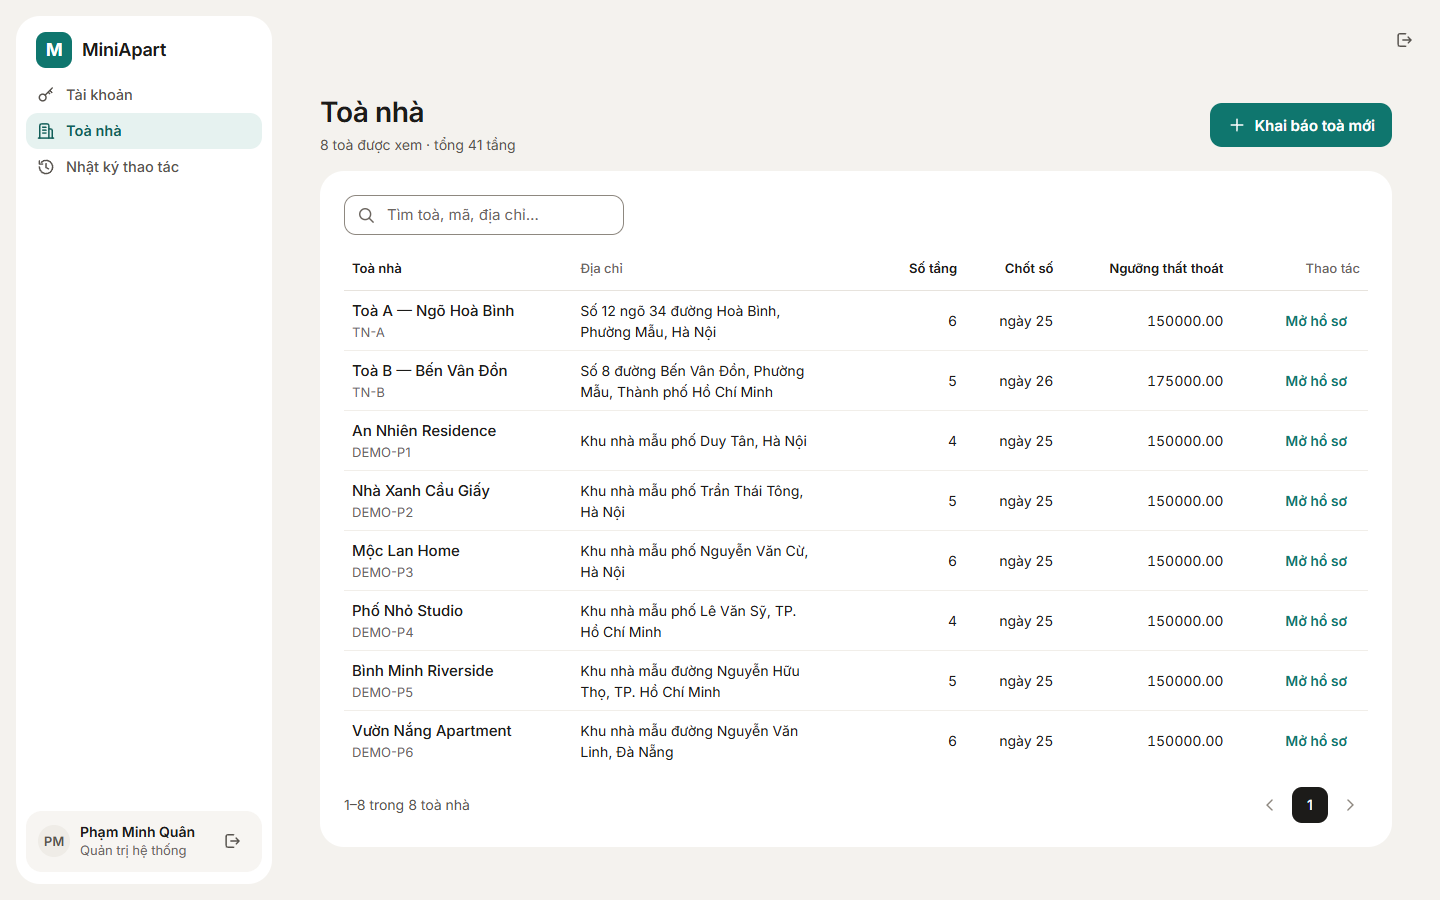 M MiniApart
Tài khoản
Toà nhà
Nhật ký thao tác
PM
Phạm Minh Quân
Quản trị hệ thống
Toà nhà
8 toà được xem · tổng 41 tầng
Khai báo toà mới
Tìm toà, mã, địa chỉ...
Toà nhà Địa chỉ Số tầng Chốt số Ngưỡng thất thoát Thao tác
Toà A — Ngõ Hoà Bình
TN-A
Số 12 ngõ 34 đường Hoà Bình,
Phường Mẫu, Hà Nội
6 ngày 25 150000.00 Mở hồ sơ
Toà B — Bến Vân Đồn
TN-B
Số 8 đường Bến Vân Đồn, Phường
Mẫu, Thành phố Hồ Chí Minh
5 ngày 26 175000.00 Mở hồ sơ
An Nhiên Residence
DEMO-P1
Khu nhà mẫu phố Duy Tân, Hà Nội
4 ngày 25 150000.00 Mở hồ sơ
Nhà Xanh Cầu Giấy
DEMO-P2
Khu nhà mẫu phố Trần Thái Tông,
Hà Nội
5 ngày 25 150000.00 Mở hồ sơ
Mộc Lan Home
DEMO-P3
Khu nhà mẫu phố Nguyễn Văn Cừ,
Hà Nội
6 ngày 25 150000.00 Mở hồ sơ
Phố Nhỏ Studio
DEMO-P4
Khu nhà mẫu phố Lê Văn Sỹ, TP.
Hồ Chí Minh
4 ngày 25 150000.00 Mở hồ sơ
Bình Minh Riverside
DEMO-P5
Khu nhà mẫu đường Nguyễn Hữu
Thọ, TP. Hồ Chí Minh
5 ngày 25 150000.00 Mở hồ sơ
Vườn Nắng Apartment
DEMO-P6
Khu nhà mẫu đường Nguyễn Văn
Linh, Đà Nẵng
6 ngày 25 150000.00 Mở hồ sơ
1–8 trong 8 toà nhà
1